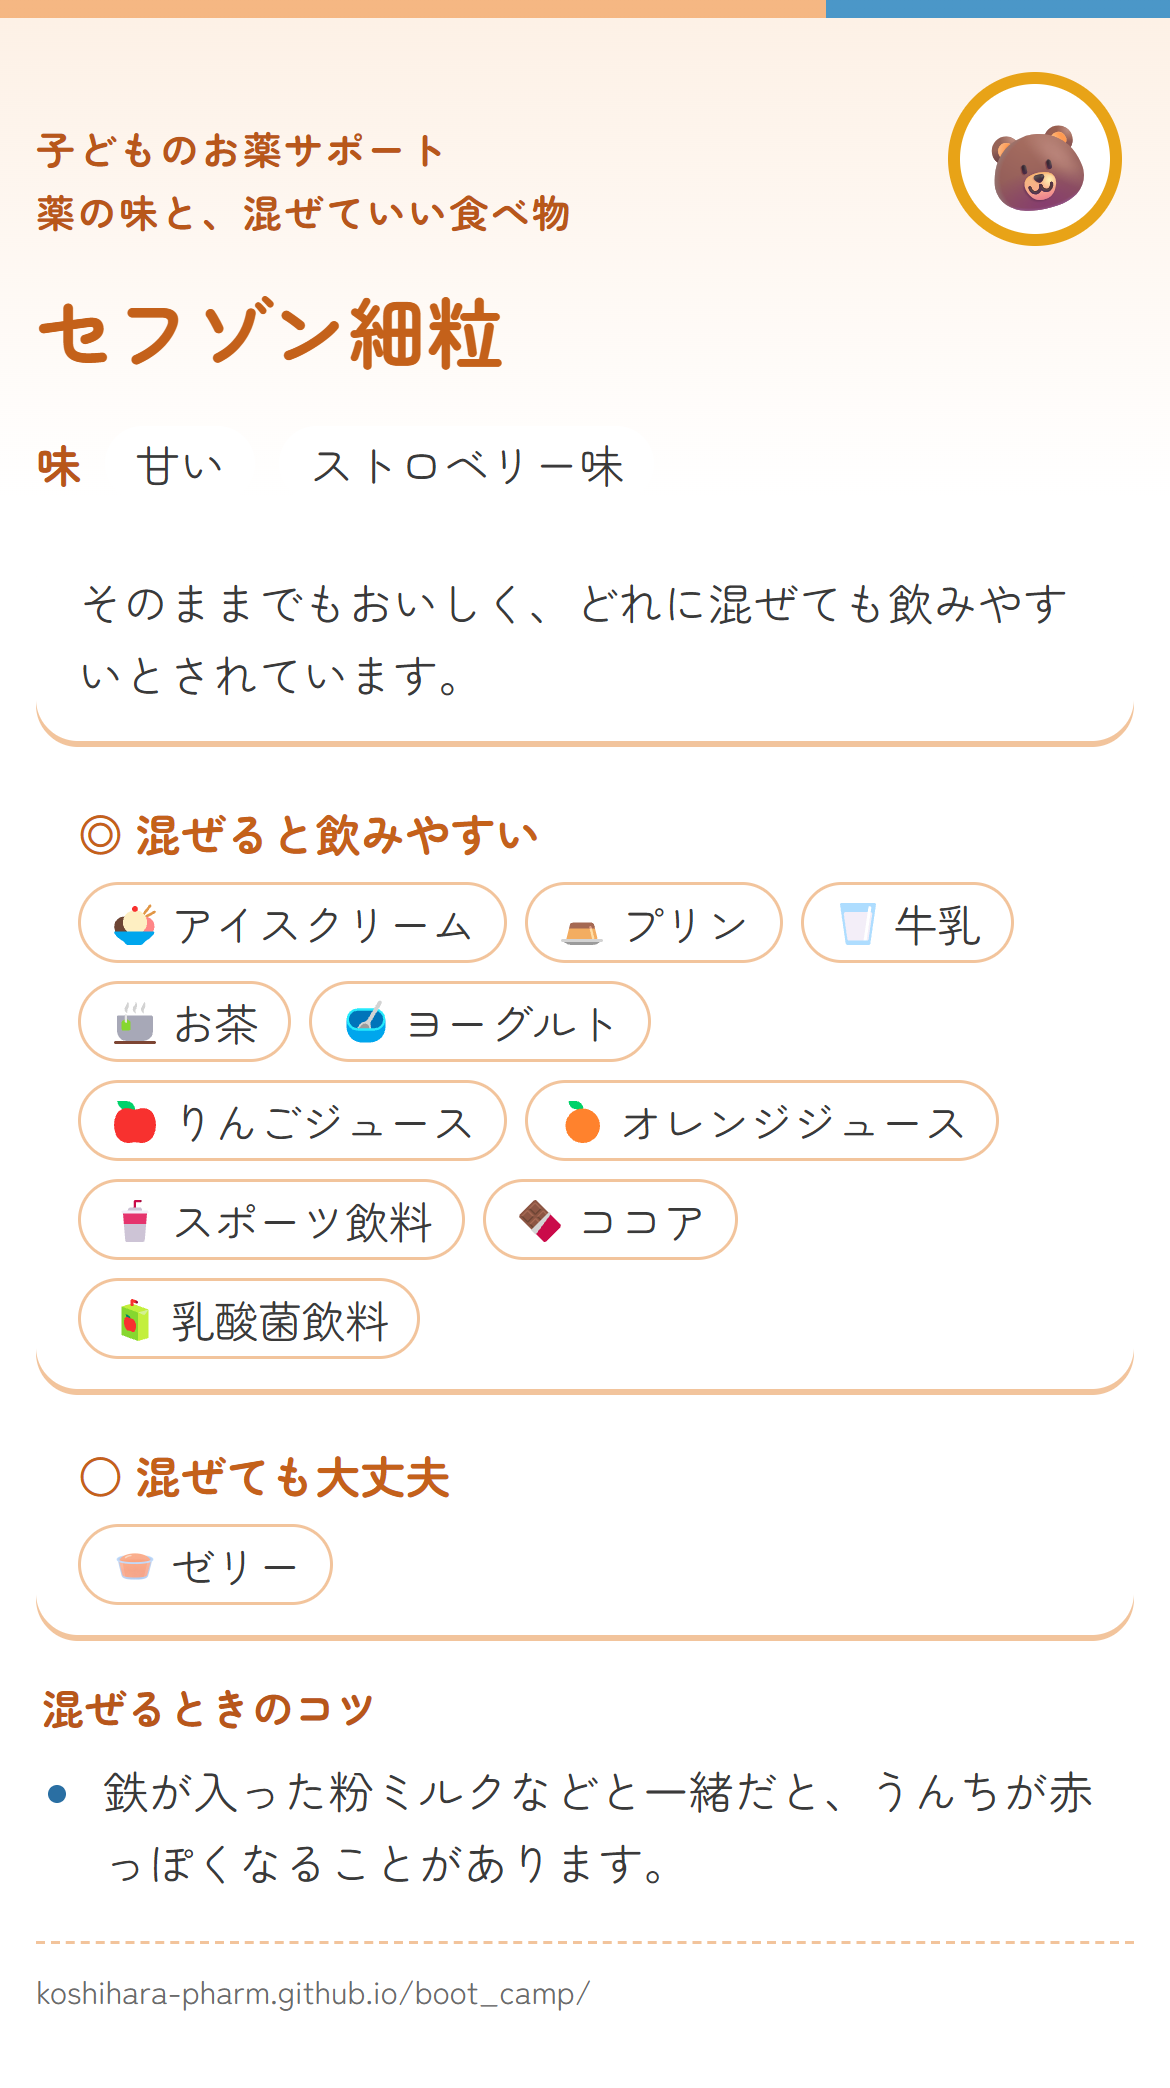 子どものお薬サポート
薬の味と、混ぜていい食べ物
セフゾン細粒
味 甘い ストロベリー味
そのままでもおいしく、どれに混ぜても飲みやす
いとされています。
◎ 混ぜると飲みやすい
アイスクリーム プリン 牛乳
お茶 ヨーグルト
りんごジュース オレンジジュース
スポーツ飲料 ココア
乳酸菌飲料
○ 混ぜても大丈夫
ゼリー
混ぜるときのコツ
鉄が入った粉ミルクなどと一緒だと、うんちが赤
っぽくなることがあります。
koshihara-pharm.github.io/boot_camp/